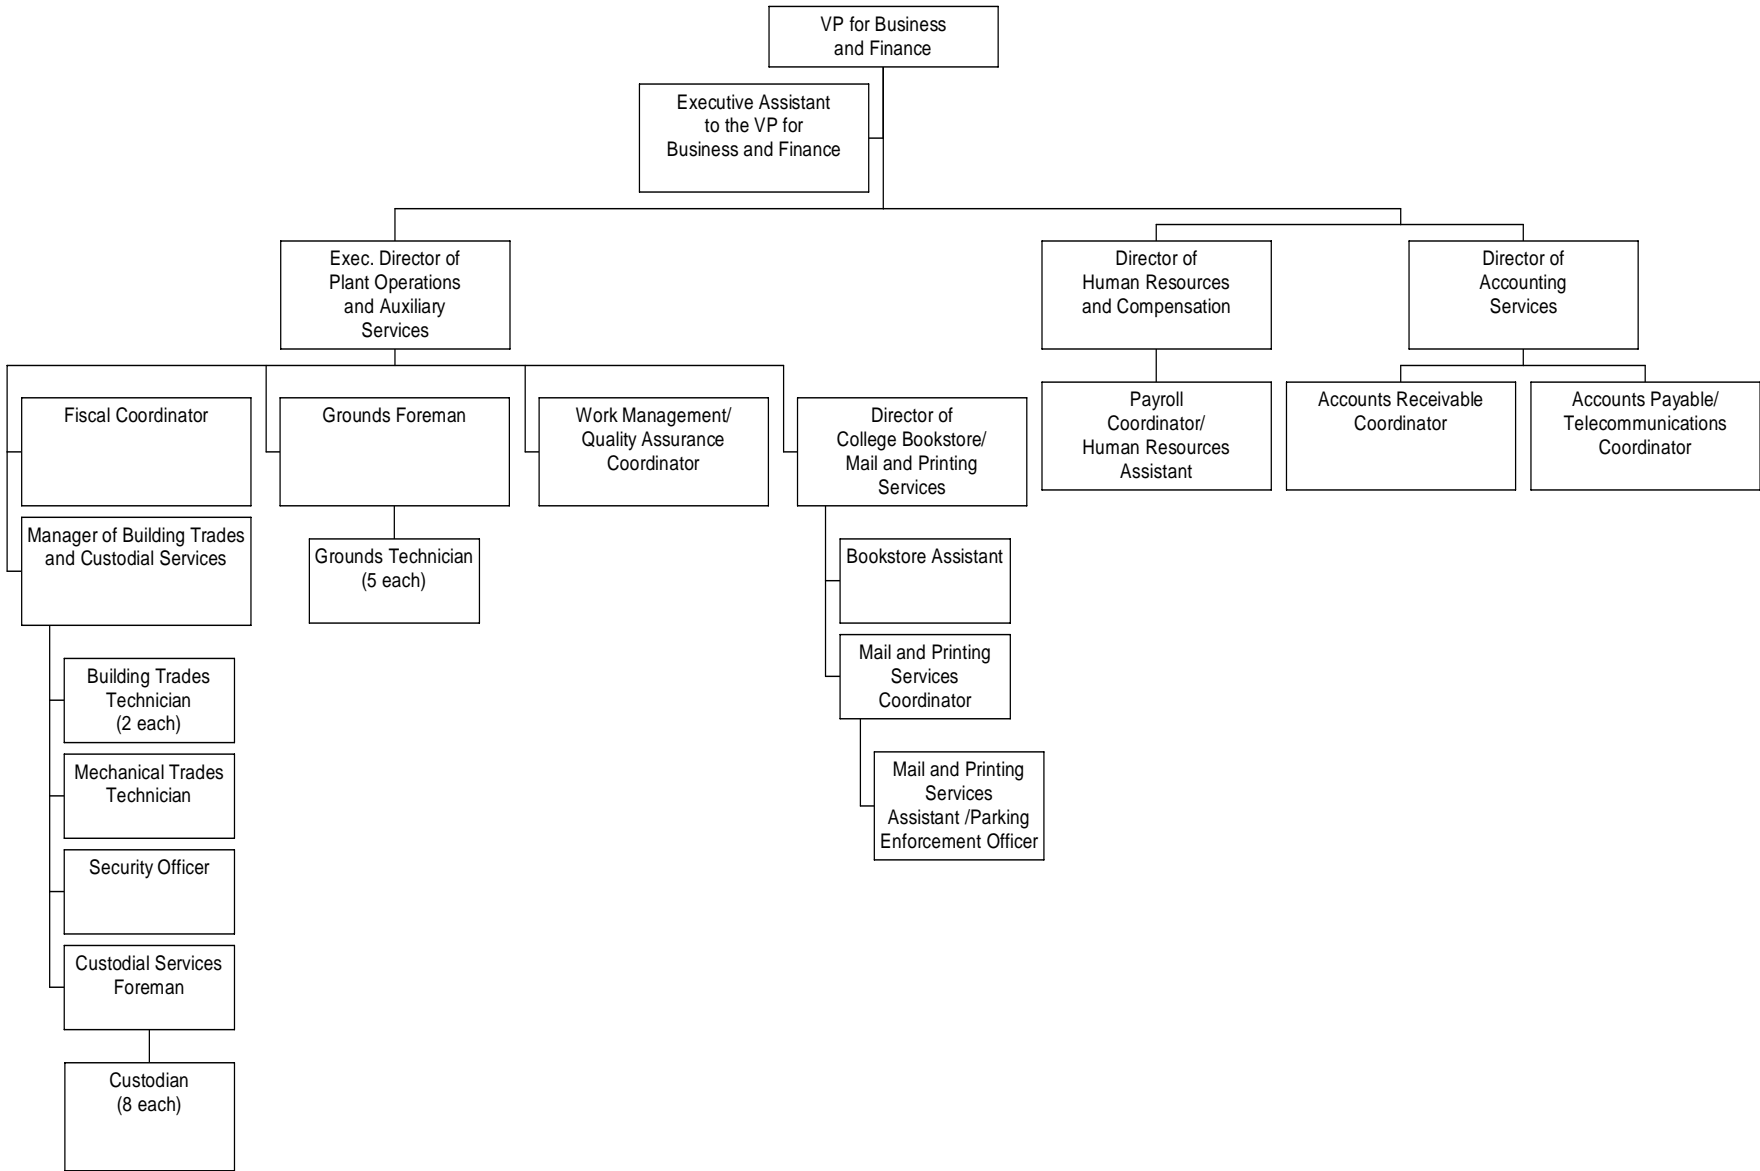 VP for Business
and Finance
Executive Assistant
to the VP for
Business and Finance
Exec. Director of
Plant Operations
and Auxiliary
Services
Director of
Human Resources
and Compensation
Director of
Accounting
Services
Fiscal Coordinator
Grounds Foreman
Work Management/
Quality Assurance
Coordinator
Director of
College Bookstore/
Mail and Printing
Services
Payroll
Coordinator/
Human Resources
Assistant
Accounts Receivable
Coordinator
Accounts Payable/
Telecommunications
Coordinator
Manager of Building Trades
and Custodial Services
Grounds Technician
(5 each)
Bookstore Assistant
Mail and Printing
Services
Coordinator
Building Trades
Technician
(2 each)
Mechanical Trades
Technician
Mail and Printing
Services
Assistant /Parking
Enforcement Officer
Security Officer
Custodial Services
Foreman
Custodian
(8 each)